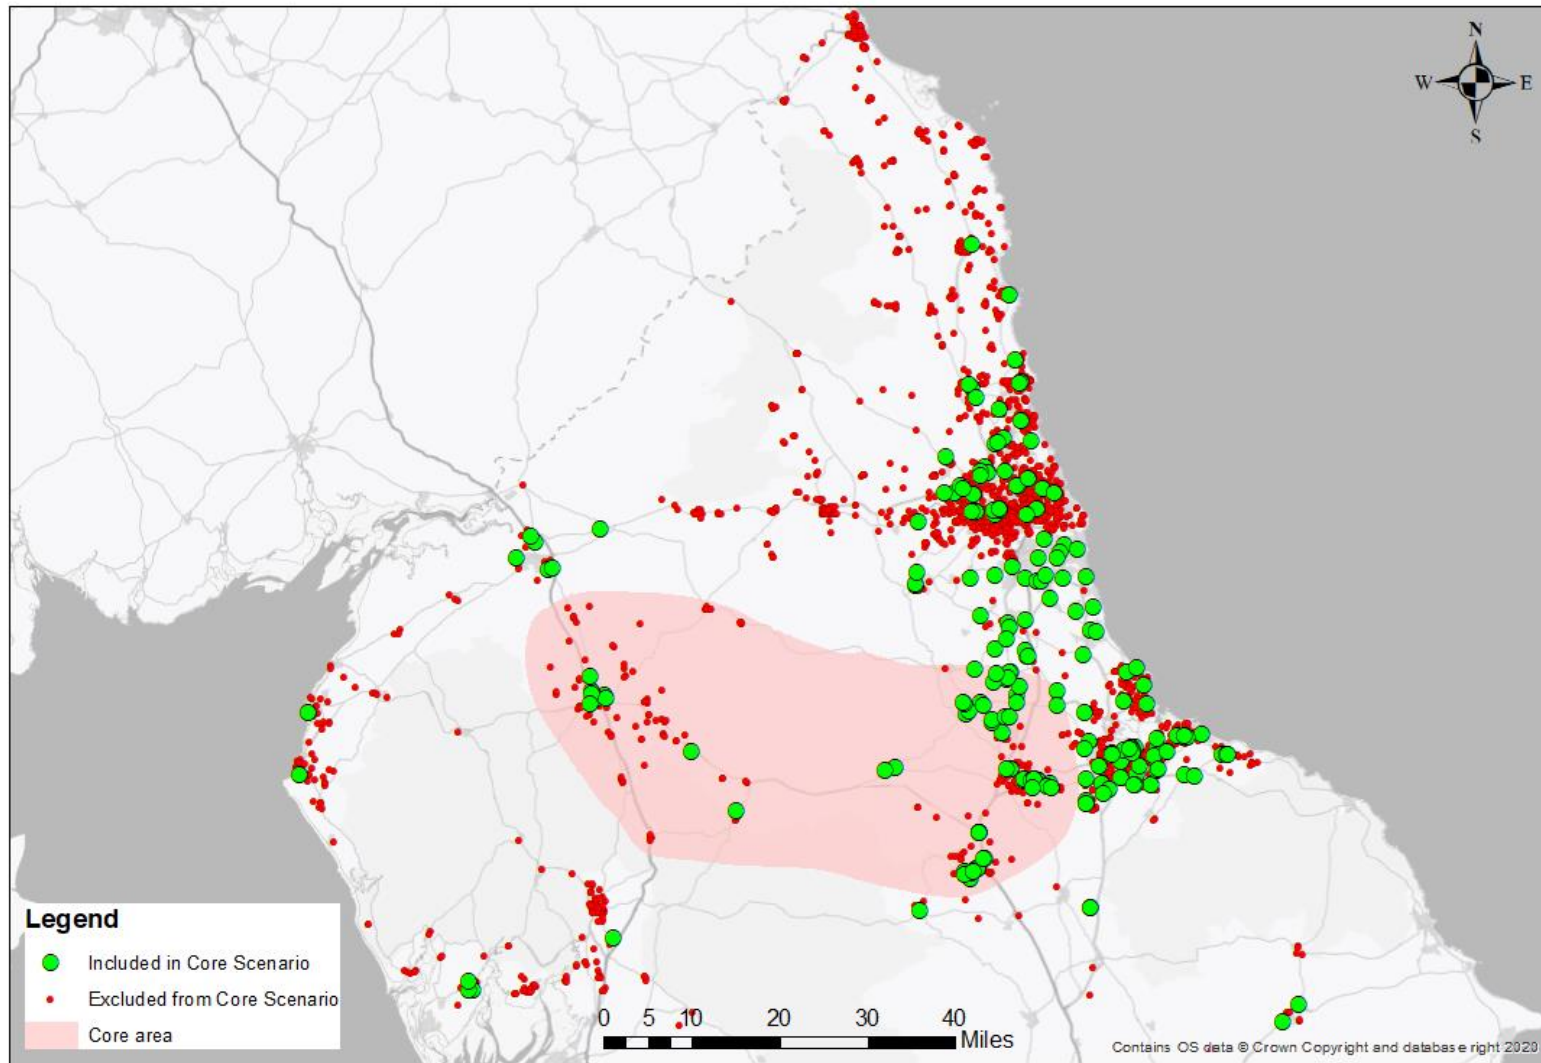 N
W E
S
Legend
Included in Core Scenario
Excluded from Core Scenario
Core area
0 5 10 20 30 40
Miles
Contains OS data © Crown Copyright and database right 2020